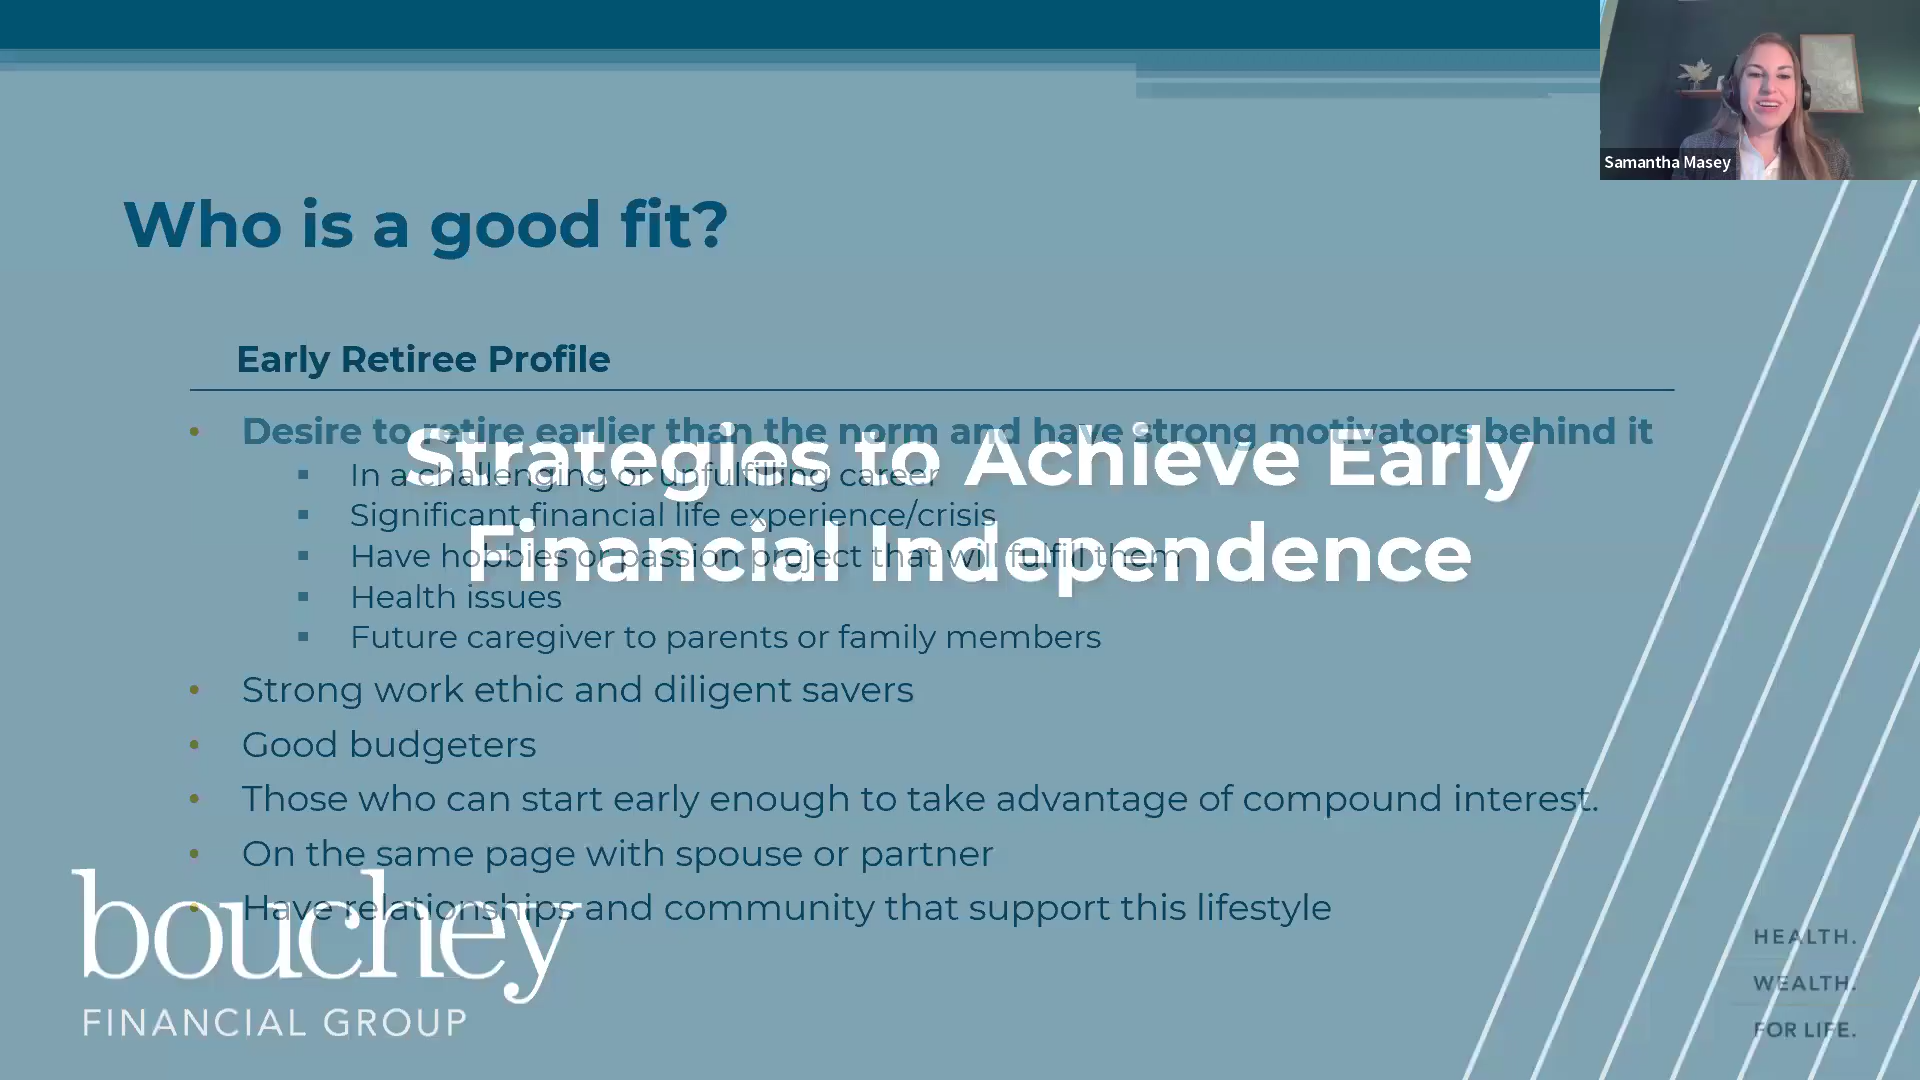 Samantha Masey
Who is a good fit?
Early Retiree Profile
• Desire to retire earlier than the norm and have strong motivators behind it
▪ In a challenging or unfulfilling career
▪ Significant financial life experience/crisis
▪ Have hobbies or passion project that will fulfill them
▪ Health issues
▪ Future caregiver to parents or family members
• Strong work ethic and diligent savers
• Good budgeters
• Those who can start early enough to take advantage of compound interest.
• On the same page with spouse or partner
• Have relationships and community that support this lifestyle
Strategies to Achieve Early
Financial Independence
bouchey
FINANCIAL GROUP
HEALTH.
WEALTH.
FOR LIFE.